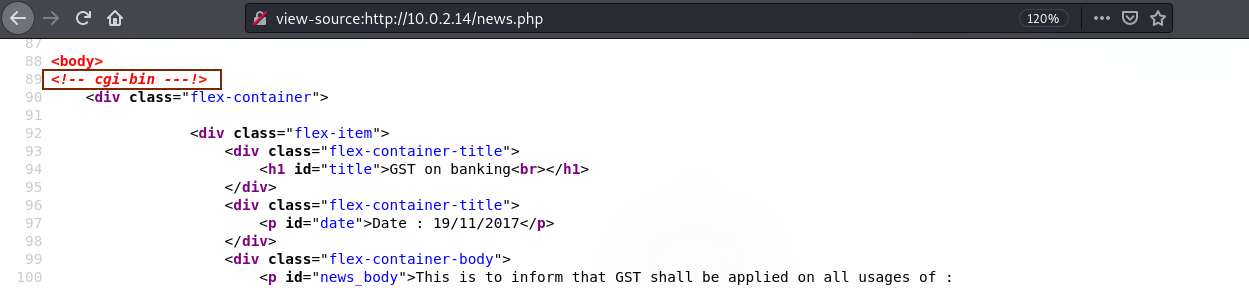 view-source:http://10.0.2.14/news.php 120%
87
88 <body>
89 <!-- cgi-bin ---!>
90 <div class="flex-container">
91
92 <div class="flex-item">
93 <div class="flex-container-title">
94 <h1 id="title">GST on banking<br></h1>
95 </div>
96 <div class="flex-container-title">
97 <p id="date">Date : 19/11/2017</p>
98 </div>
99 <div class="flex-container-body">
100 <p id="news_body">This is to inform that GST shall be applied on all usages of :